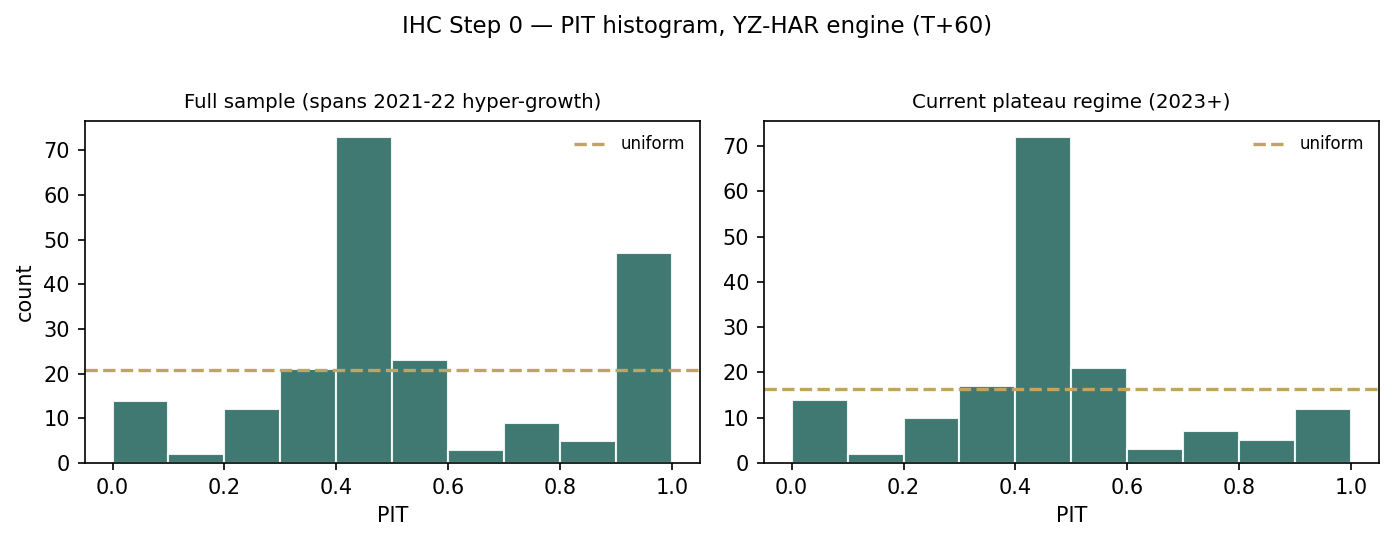 IHC Step 0 — PIT histogram, YZ-HAR engine (T+60)
Full sample (spans 2021-22 hyper-growth)
count
70
60
50
40
30
20
10
0
uniform
0.0 0.2 0.4 0.6 0.8 1.0
PIT
Current plateau regime (2023+)
70
60
50
40
30
20
10
0
uniform
0.0 0.2 0.4 0.6 0.8 1.0
PIT